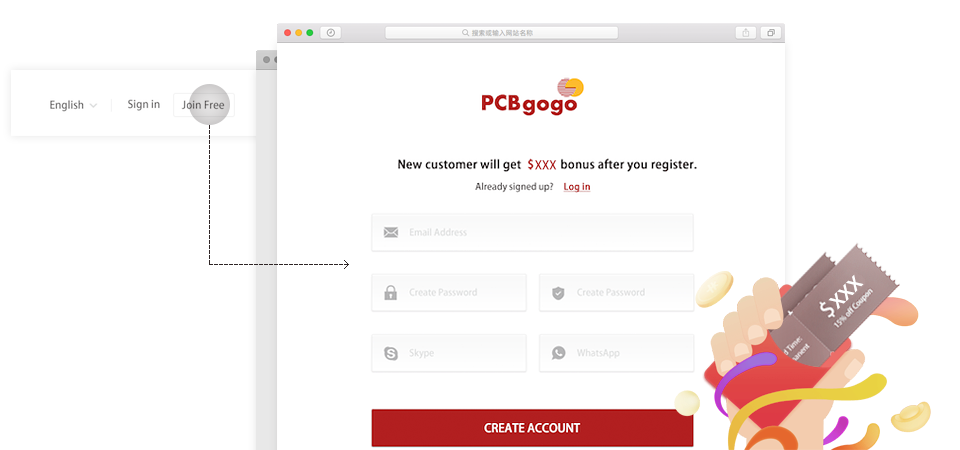 搜索或输入网站名称
English
Sign in
Join Free
PCBgogo
New customer will get $XXX bonus after you register.
Already signed up? Log in
Email Address
Create Password
Create Password
Skype
WhatsApp
CREATE ACCOUNT
$XXX
15% off Coupon
Time: